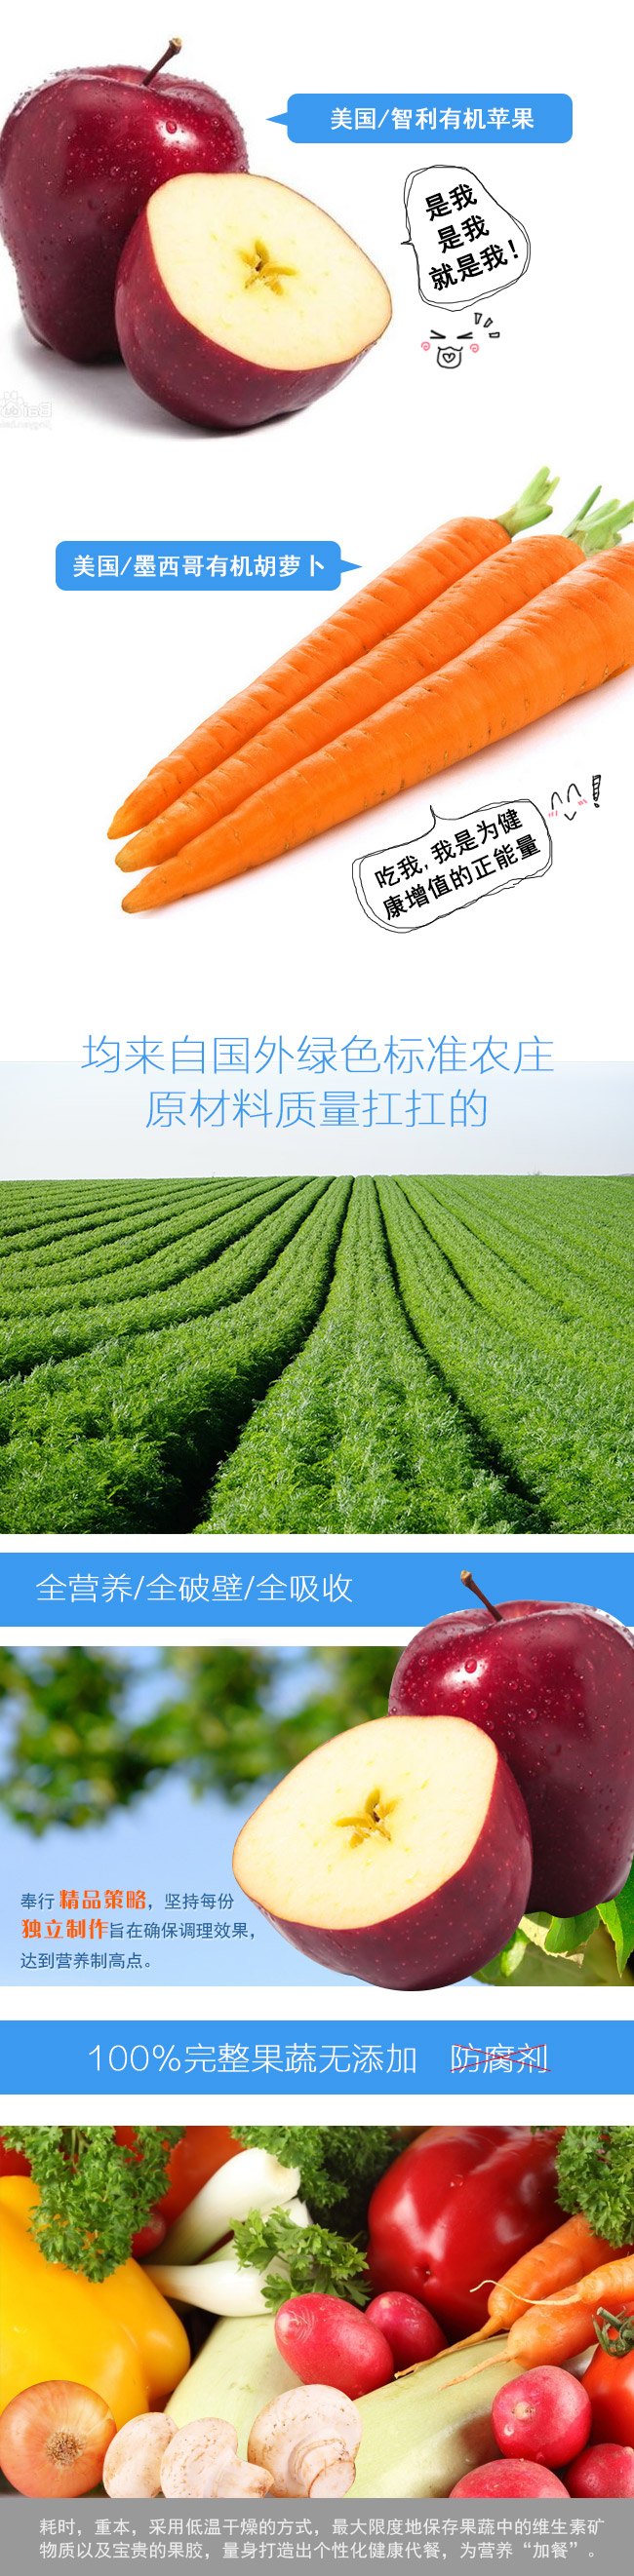 美国/智利有机苹果
是我
是我
就是我!
美国/墨西哥有机胡萝卜
吃我,我是为健
康增值的正能量
均来自国外绿色标准农庄
原材料质量扛扛的
全营养/全破壁/全吸收
奉行精品策略，坚持每份
独立制作旨在确保调理效果，
达到营养制高点。
100%完整果蔬无添加 防腐剂
耗时，重本，采用低温干燥的方式，最大限度地保存果蔬中的维生素矿
物质以及宝贵的果胶，量身打造出个性化健康代餐，为营养“加餐”。